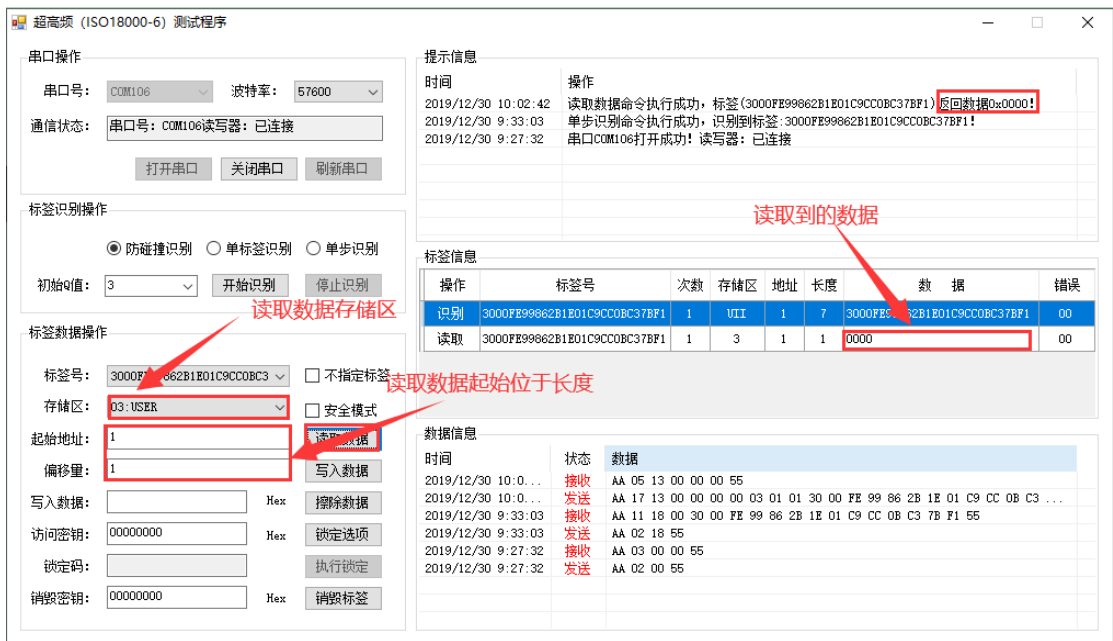 超高频（ISO18000-6）测试程序
串口操作
串口号： COM106 波特率： 57600
通信状态： 串口号：COM106读写器：已连接
打开串口 关闭串口 刷新串口
标签识别操作
防碰撞识别 单标签识别 单步识别
初始Q值： 3 开始识别 停止识别
读取数据存储区
标签数据操作
标签号： 3000FE99862B1E01C9CC0BC3 不指定标签
存储区： 03:USER 安全模式
读取数据起始位于长度
起始地址： 1 读取数据
偏移量： 1 写入数据
写入数据： Hex 擦除数据
访问密钥： 00000000 Hex 锁定选项
锁定码： 执行锁定
销毁密钥： 00000000 Hex 销毁标签
提示信息
时间 操作
2019/12/30 10:02:42 读取数据命令执行成功，标签(3000FE99862B1E01C9CC0BC37BF1)返回数据0x0000！
2019/12/30 9:33:03 单步识别命令执行成功，识别到标签:3000FE99862B1E01C9CC0BC37BF1！
2019/12/30 9:27:32 串口COM106打开成功！读写器：已连接
读取到的数据
标签信息
操作 标签号 次数 存储区 地址 长度 数 据 错误
识别 3000FE99862B1E01C9CC0BC37BF1 1 UII 1 7 3000FE99862B1E01C9CC0BC37BF1 00
读取 3000FE99862B1E01C9CC0BC37BF1 1 3 1 1 0000 00
数据信息
时间 状态 数据
2019/12/30 10:0... 接收 AA 05 13 00 00 00 55
2019/12/30 10:0... 发送 AA 17 13 00 00 00 00 03 01 01 30 00 FE 99 86 2B 1E 01 C9 CC 0B C3 ...
2019/12/30 9:33:03 接收 AA 11 18 00 30 00 FE 99 86 2B 1E 01 C9 CC 0B C3 7B F1 55
2019/12/30 9:33:03 发送 AA 02 18 55
2019/12/30 9:27:32 接收 AA 03 00 00 55
2019/12/30 9:27:32 发送 AA 02 00 55